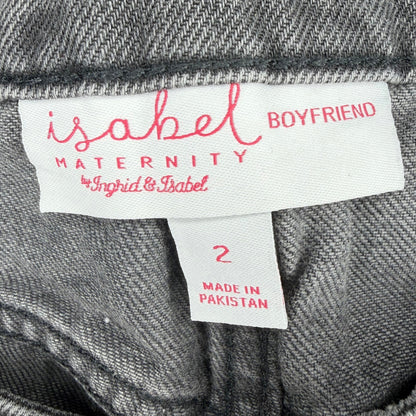 isabel BOYFRIEND
MATERNITY
by Ingrid & Isabel
2
MADE IN
PAKISTAN